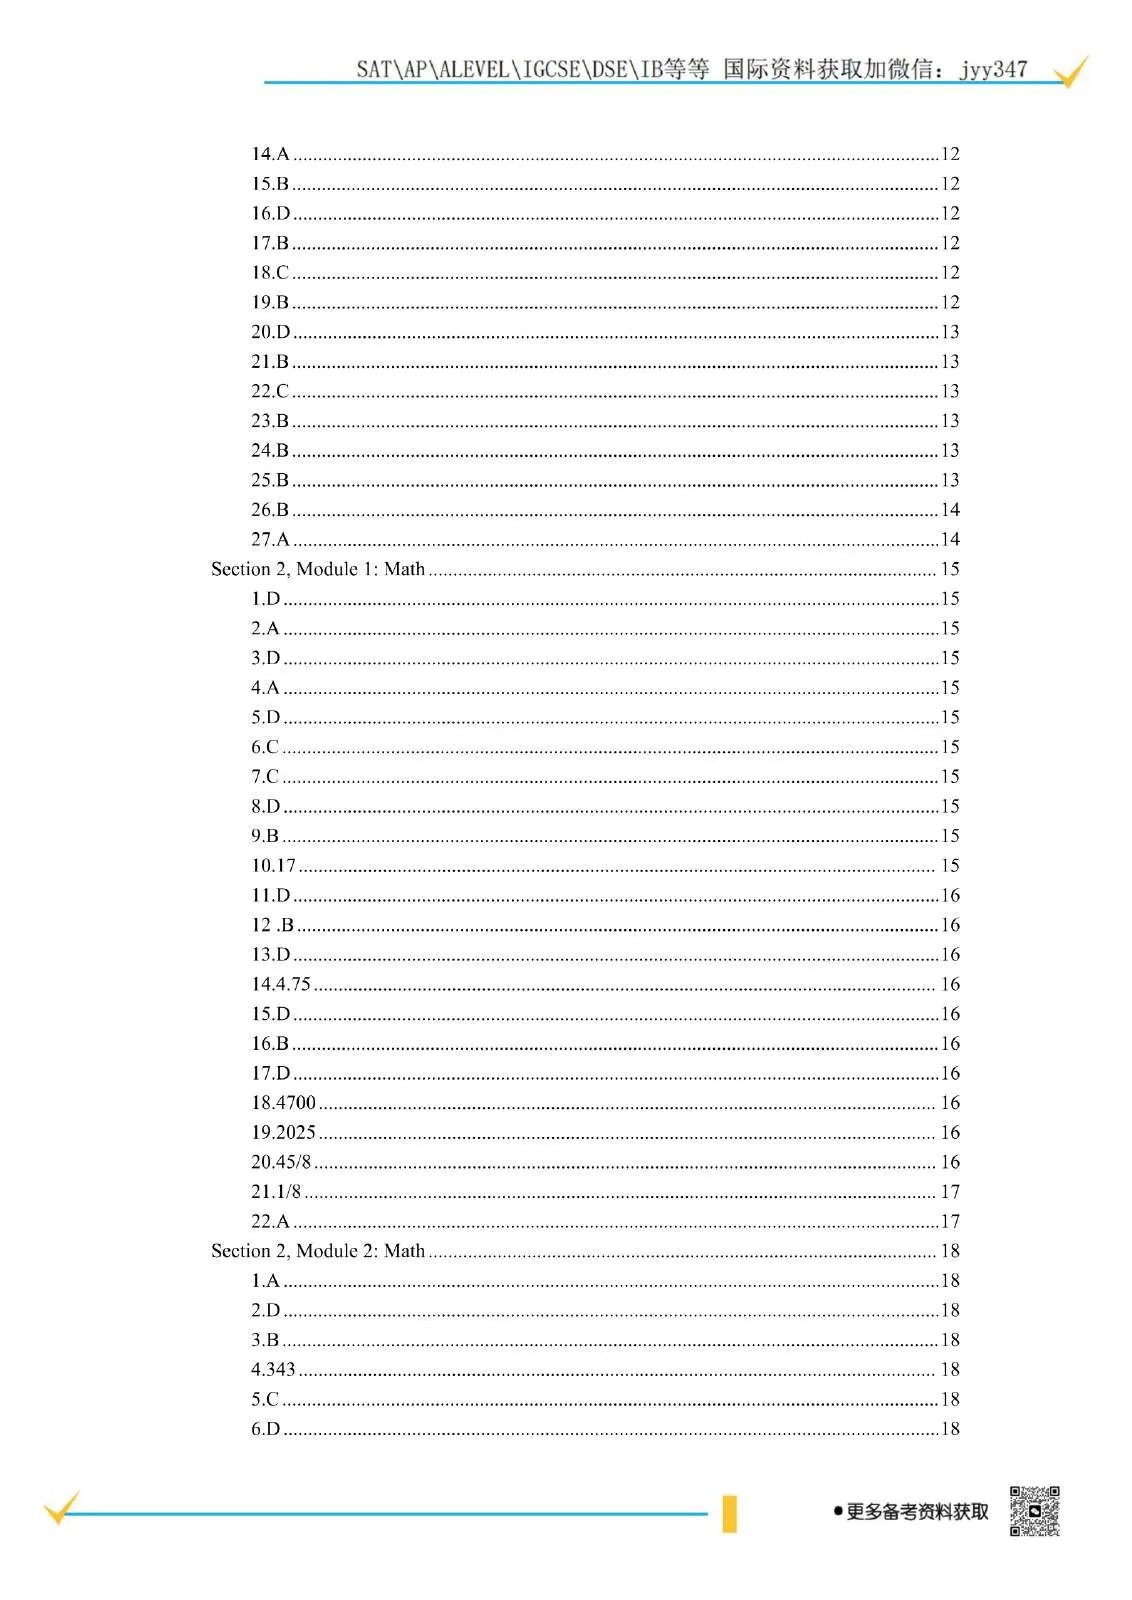 SAT\AP\ALEVEL\IGCSE\DSE\IB等等 国际资料获取加微信：jyy347
14.A........12
15.B........12
16.D........12
17.B........12
18.C........12
19.B........12
20.D........13
21.B........13
22.C........13
23.B........13
24.B........13
25.B........13
26.B........14
27.A........14
Section 2, Module 1: Math........15
1.D........15
2.A........15
3.D........15
4.A........15
5.D........15
6.C........15
7.C........15
8.D........15
9.B........15
10.17........15
11.D........16
12 .B........16
13.D........16
14.4.75........16
15.D........16
16.B........16
17.D........16
18.4700........16
19.2025........16
20.45/8........16
21.1/8........17
22.A........17
Section 2, Module 2: Math........18
1.A........18
2.D........18
3.B........18
4.343........18
5.C........18
6.D........18
•更多备考资料获取